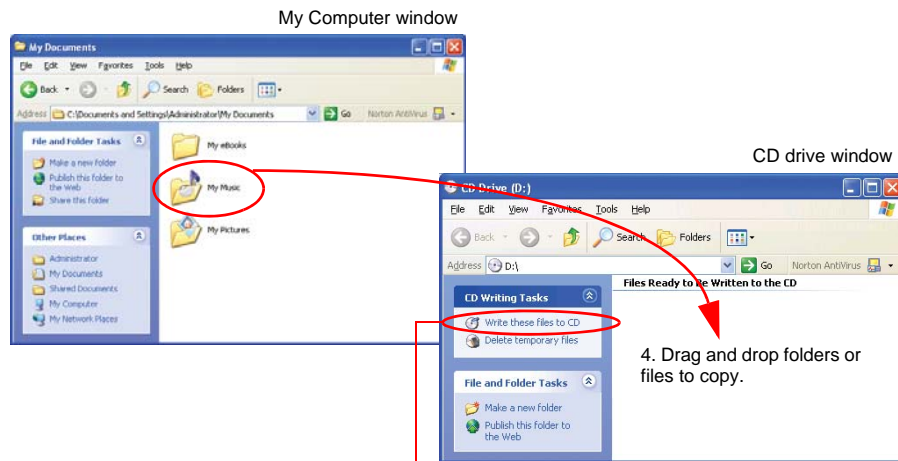 My Computer window
My Documents
File Edit View Favorites Tools Help
Back Search Folders
Address C:\Documents and Settings\Administrator\My Documents Go Norton AntiVirus
File and Folder Tasks
Make a new folder
Publish this folder to
the Web
Share this folder
Other Places
Administrator
My Documents
Shared Documents
My Computer
My Network Places
My eBooks
My Music
My Pictures
CD drive window
CD Drive (D:)
File Edit View Favorites Tools Help
Back Search Folders
Address D:\ Go Norton AntiVirus
CD Writing Tasks
Write these files to CD
Delete temporary files
File and Folder Tasks
Make a new folder
Publish this folder to
the Web
Files Ready to Be Written to the CD
4. Drag and drop folders or
files to copy.